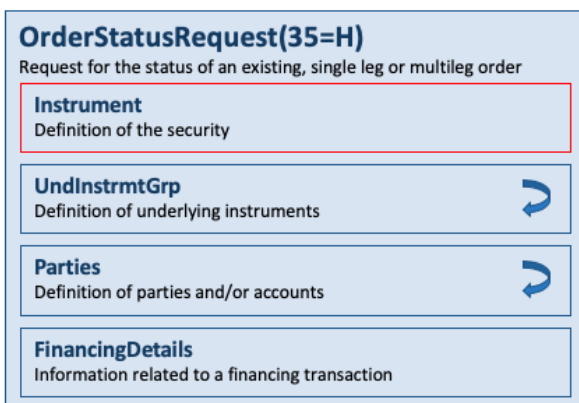 OrderStatusRequest(35=H)
Request for the status of an existing, single leg or multileg order
Instrument
Definition of the security
UndInstrmtGrp
Definition of underlying instruments
Parties
Definition of parties and/or accounts
FinancingDetails
Information related to a financing transaction